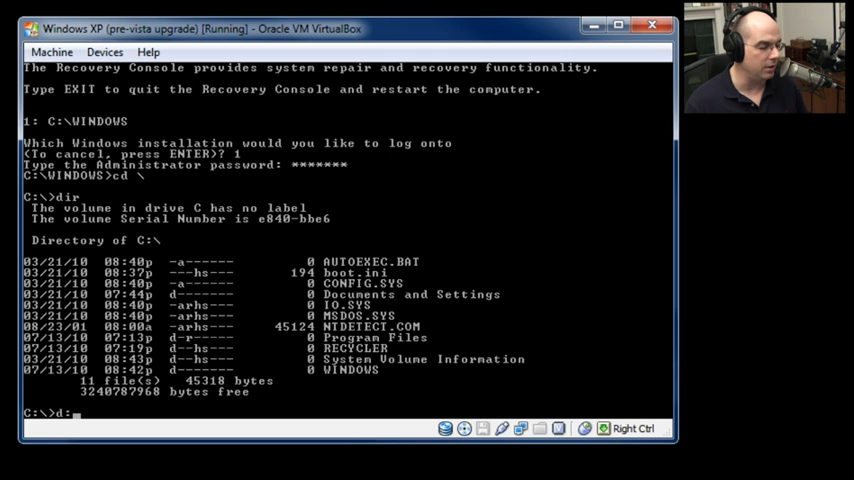 Windows XP (pre-vista upgrade) [Running] - Oracle VM VirtualBox
Machine Devices Help
The Recovery Console provides system repair and recovery functionality.
Type EXIT to quit the Recovery Console and restart the computer.
1: C:\WINDOWS
Which Windows installation would you like to log onto
(To cancel, press ENTER)? 1
Type the Administrator password: *******
C:\WINDOWS>cd \
C:\>dir
The volume in drive C has no label
The volume Serial Number is e840-bbe6
Directory of C:\
03/21/10 08:40p -a------ 0 AUTOEXEC.BAT
03/21/10 08:37p ---hs--- 194 boot.ini
03/21/10 08:40p -a------ 0 CONFIG.SYS
03/21/10 07:44p d------- 0 Documents and Settings
03/21/10 08:40p -arhs--- 0 IO.SYS
03/21/10 08:40p -arhs--- 0 MSDOS.SYS
08/23/01 08:00a -arhs--- 45124 NTDETECT.COM
07/13/10 07:13p d-r----- 0 Program Files
07/13/10 07:19p d--hs--- 0 RECYCLER
03/21/10 08:43p d--hs--- 0 System Volume Information
07/13/10 08:42p d------- 0 WINDOWS
11 file(s) 45318 bytes
3240787968 bytes free
C:\>d:
Right Ctrl